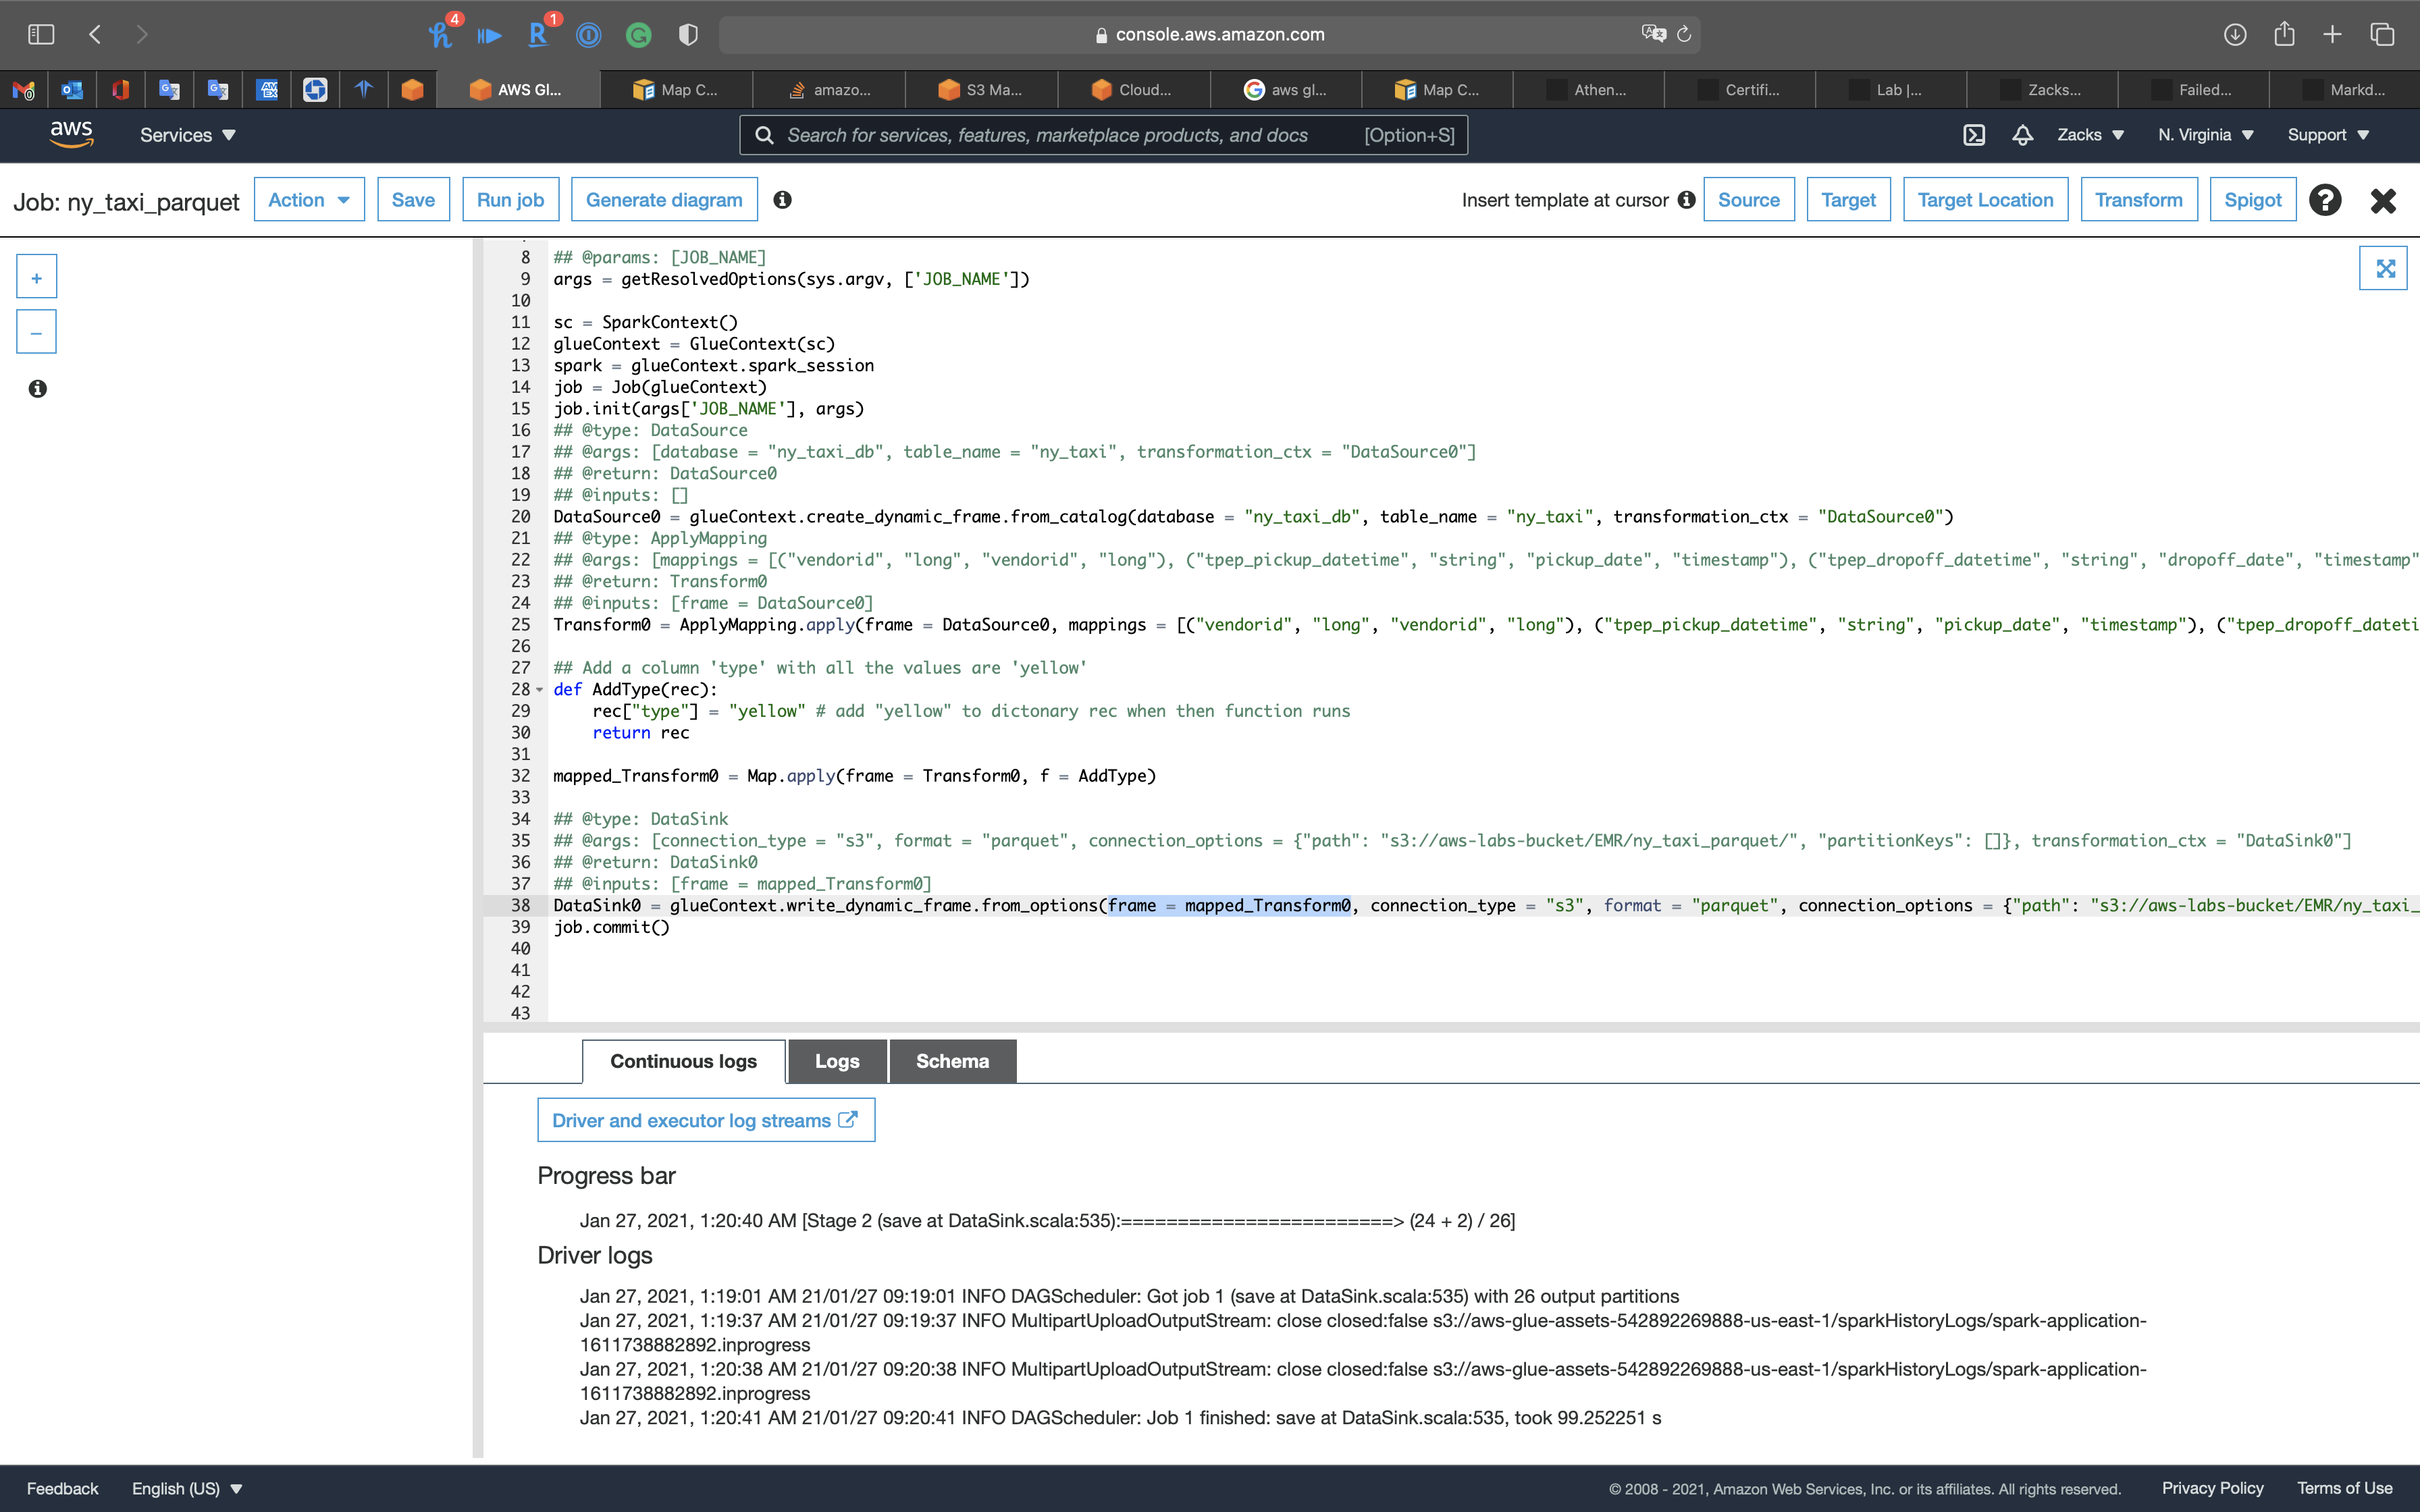 4
1
console.aws.amazon.com
AWS Gl...
Map C...
amazo...
S3 Ma...
Cloud...
aws gl...
Map C...
Athen...
Certifi...
Lab |...
Zacks...
Failed...
Markd...
aws
Services
Search for services, features, marketplace products, and docs [Option+S]
Zacks
N. Virginia
Support
Job: ny_taxi_parquet
Action
Save
Run job
Generate diagram
Insert template at cursor
Source
Target
Target Location
Transform
Spigot
8 ## @params: [JOB_NAME]
9 args = getResolvedOptions(sys.argv, ['JOB_NAME'])
10
11 sc = SparkContext()
12 glueContext = GlueContext(sc)
13 spark = glueContext.spark_session
14 job = Job(glueContext)
15 job.init(args['JOB_NAME'], args)
16 ## @type: DataSource
17 ## @args: [database = "ny_taxi_db", table_name = "ny_taxi", transformation_ctx = "DataSource0"]
18 ## @return: DataSource0
19 ## @inputs: []
20 DataSource0 = glueContext.create_dynamic_frame.from_catalog(database = "ny_taxi_db", table_name = "ny_taxi", transformation_ctx = "DataSource0")
21 ## @type: ApplyMapping
22 ## @args: [mappings = [("vendorid", "long", "vendorid", "long"), ("tpep_pickup_datetime", "string", "pickup_date", "timestamp"), ("tpep_dropoff_datetime", "string", "dropoff_date", "timestamp"
23 ## @return: Transform0
24 ## @inputs: [frame = DataSource0]
25 Transform0 = ApplyMapping.apply(frame = DataSource0, mappings = [("vendorid", "long", "vendorid", "long"), ("tpep_pickup_datetime", "string", "pickup_date", "timestamp"), ("tpep_dropoff_dateti
26
27 ## Add a column 'type' with all the values are 'yellow'
28 def AddType(rec):
29 rec["type"] = "yellow" # add "yellow" to dictonary rec when then function runs
30 return rec
31
32 mapped_Transform0 = Map.apply(frame = Transform0, f = AddType)
33
34 ## @type: DataSink
35 ## @args: [connection_type = "s3", format = "parquet", connection_options = {"path": "s3://aws-labs-bucket/EMR/ny_taxi_parquet/", "partitionKeys": []}, transformation_ctx = "DataSink0"]
36 ## @return: DataSink0
37 ## @inputs: [frame = mapped_Transform0]
38 DataSink0 = glueContext.write_dynamic_frame.from_options(frame = mapped_Transform0, connection_type = "s3", format = "parquet", connection_options = {"path": "s3://aws-labs-bucket/EMR/ny_taxi_
39 job.commit()
40
41
42
43
Continuous logs
Logs
Schema
Driver and executor log streams
Progress bar
Jan 27, 2021, 1:20:40 AM [Stage 2 (save at DataSink.scala:535):========================> (24 + 2) / 26]
Driver logs
Jan 27, 2021, 1:19:01 AM 21/01/27 09:19:01 INFO DAGScheduler: Got job 1 (save at DataSink.scala:535) with 26 output partitions
Jan 27, 2021, 1:19:37 AM 21/01/27 09:19:37 INFO MultipartUploadOutputStream: close closed:false s3://aws-glue-assets-542892269888-us-east-1/sparkHistoryLogs/spark-application-
1611738882892.inprogress
Jan 27, 2021, 1:20:38 AM 21/01/27 09:20:38 INFO MultipartUploadOutputStream: close closed:false s3://aws-glue-assets-542892269888-us-east-1/sparkHistoryLogs/spark-application-
1611738882892.inprogress
Jan 27, 2021, 1:20:41 AM 21/01/27 09:20:41 INFO DAGScheduler: Job 1 finished: save at DataSink.scala:535, took 99.252251 s
Feedback
English (US)
© 2008 - 2021, Amazon Web Services, Inc. or its affiliates. All rights reserved.
Privacy Policy
Terms of Use